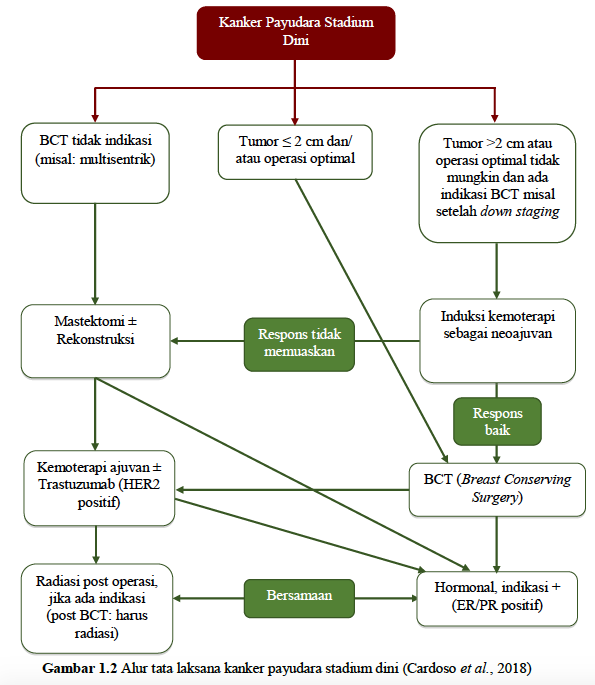 Kanker Payudara Stadium
Dini
BCT tidak indikasi
(misal: multisentrik)
Tumor ≤ 2 cm dan/
atau operasi optimal
Tumor >2 cm atau
operasi optimal tidak
mungkin dan ada
indikasi BCT misal
setelah down staging
Mastektomi ±
Rekonstruksi
Respons tidak
memuaskan
Induksi kemoterapi
sebagai neoajuvan
Respons
baik
Kemoterapi ajuvan ±
Trastuzumab (HER2
positif)
BCT (Breast Conserving
Surgery)
Radiasi post operasi,
jika ada indikasi
(post BCT: harus
radiasi)
Bersamaan
Hormonal, indikasi +
(ER/PR positif)
Gambar 1.2 Alur tata laksana kanker payudara stadium dini (Cardoso et al., 2018)